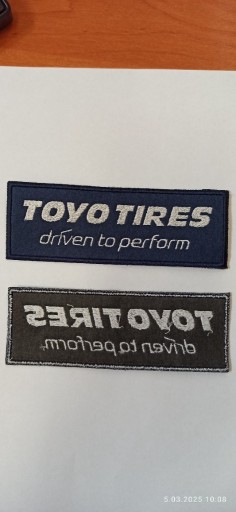 TOYO TIRES
driven to perform
TOYO TIRES
driven to perform
5.03.2025 10:08